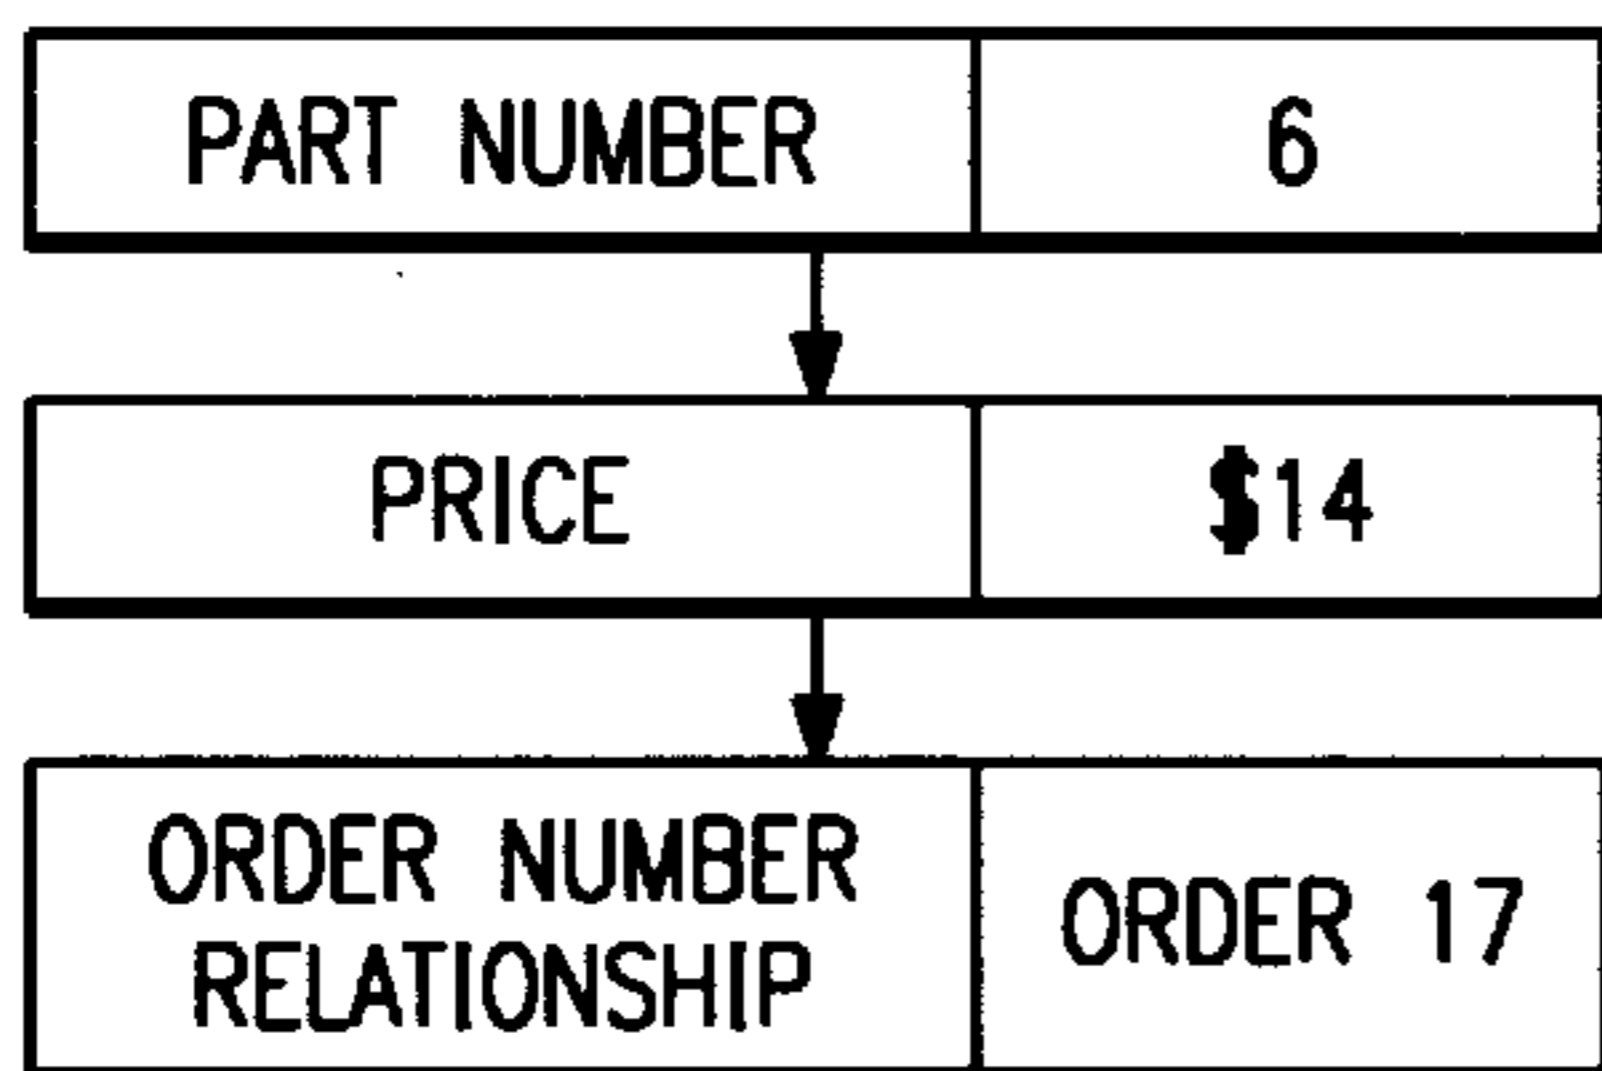 PART NUMBER 6
PRICE $14
ORDER NUMBER
RELATIONSHIP
ORDER 17